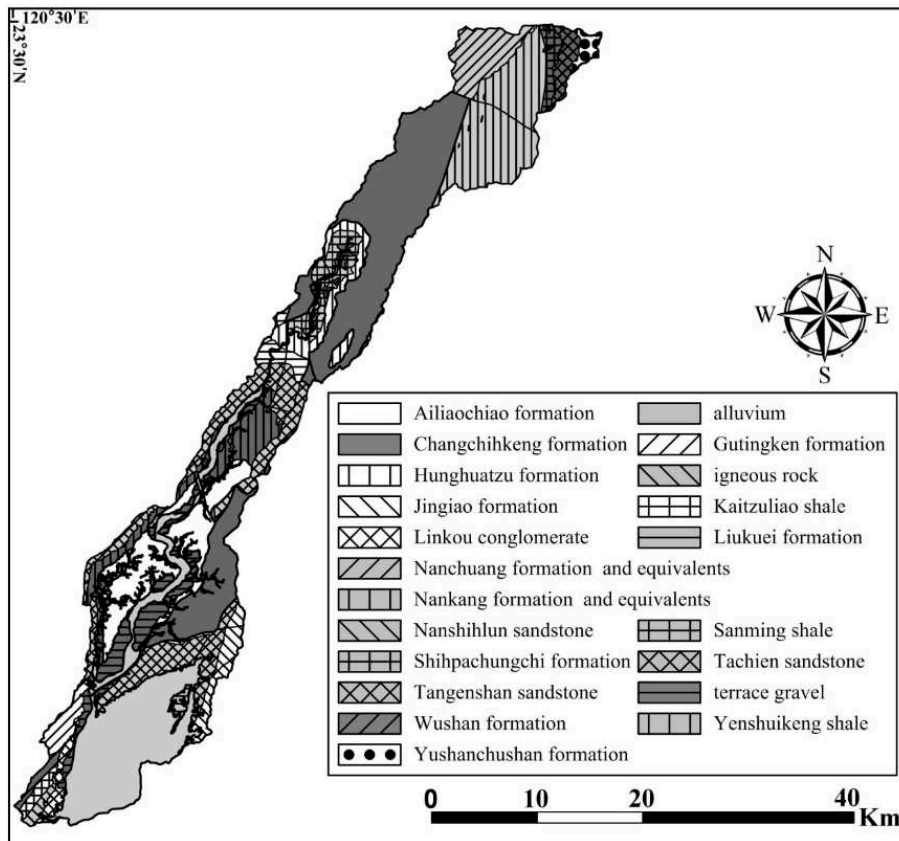 120°30'E
23°30'N
N
W E
S
Ailiaochiao formation
alluvium
Changchihkeng formation
Gutingken formation
Hunghuatzu formation
igneous rock
Jingiao formation
Kaitzuliao shale
Linkou conglomerate
Liukuei formation
Nanchuang formation and equivalents
Nankang formation and equivalents
Nanshihlun sandstone
Sanming shale
Shihpachungchi formation
Tachien sandstone
Tangenshan sandstone
terrace gravel
Wushan formation
Yenshuikeng shale
Yushanchushan formation
0 10 20 40
Km